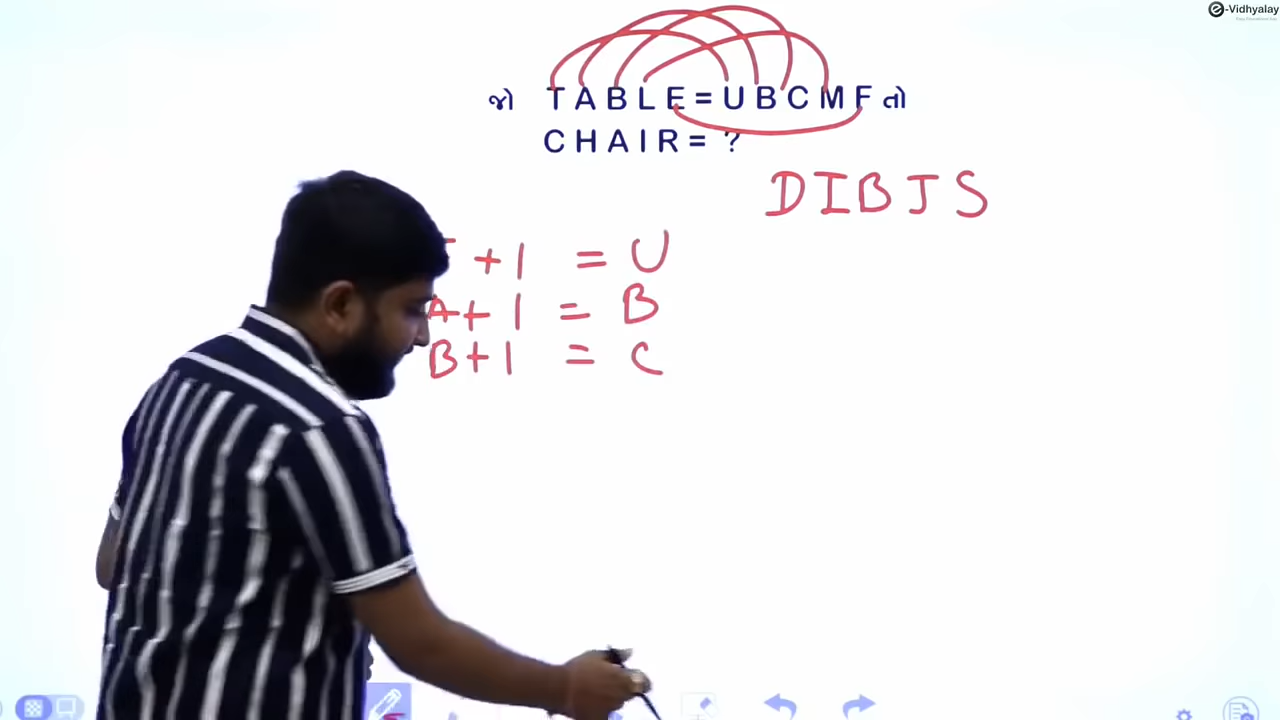 e-Vidhyalay
જો TABLE=UBCMF તો
CHAIR= ?
DIBJS
+1 = U
A+1 = B
B+1 = C